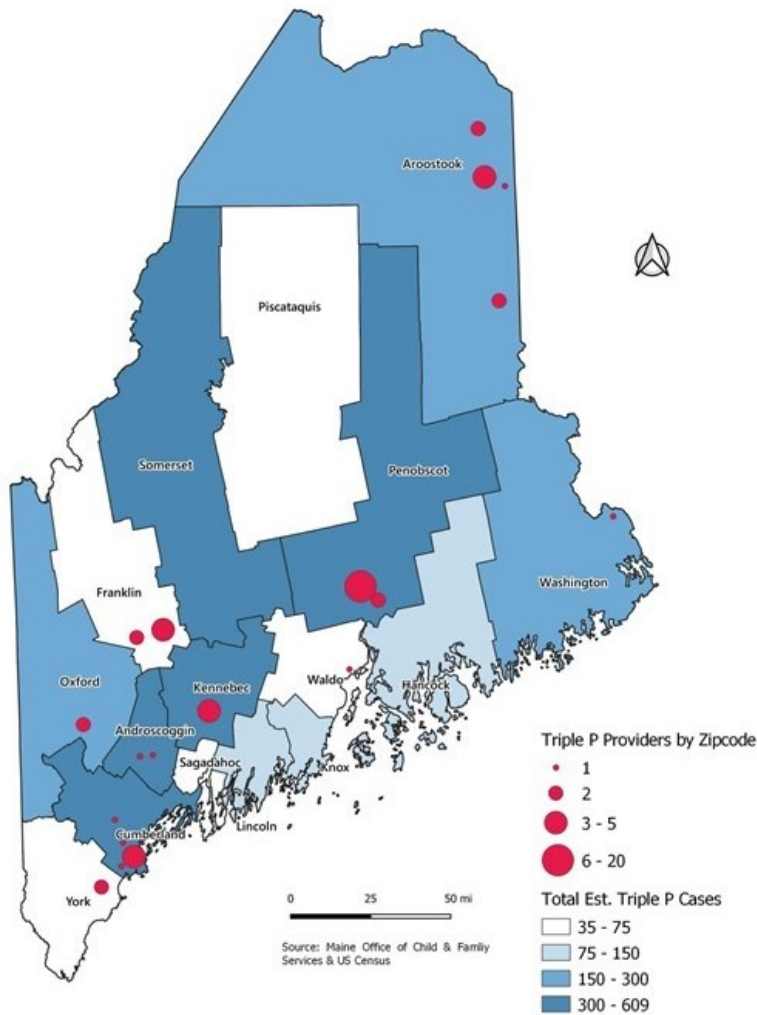 Aroostook
Piscataquis
Somerset
Penobscot
Franklin
Washington
Oxford
Waldo
Hancock
Kennebec
Androscoggin
Sagadahoc
Knox
Lincoln
Cumberland
York
0 25 50 mi
Source: Maine Office of Child & Famliy
Services & US Census
Triple P Providers by Zipcode
1
2
3 - 5
6 - 20
Total Est. Triple P Cases
35 - 75
75 - 150
150 - 300
300 - 609